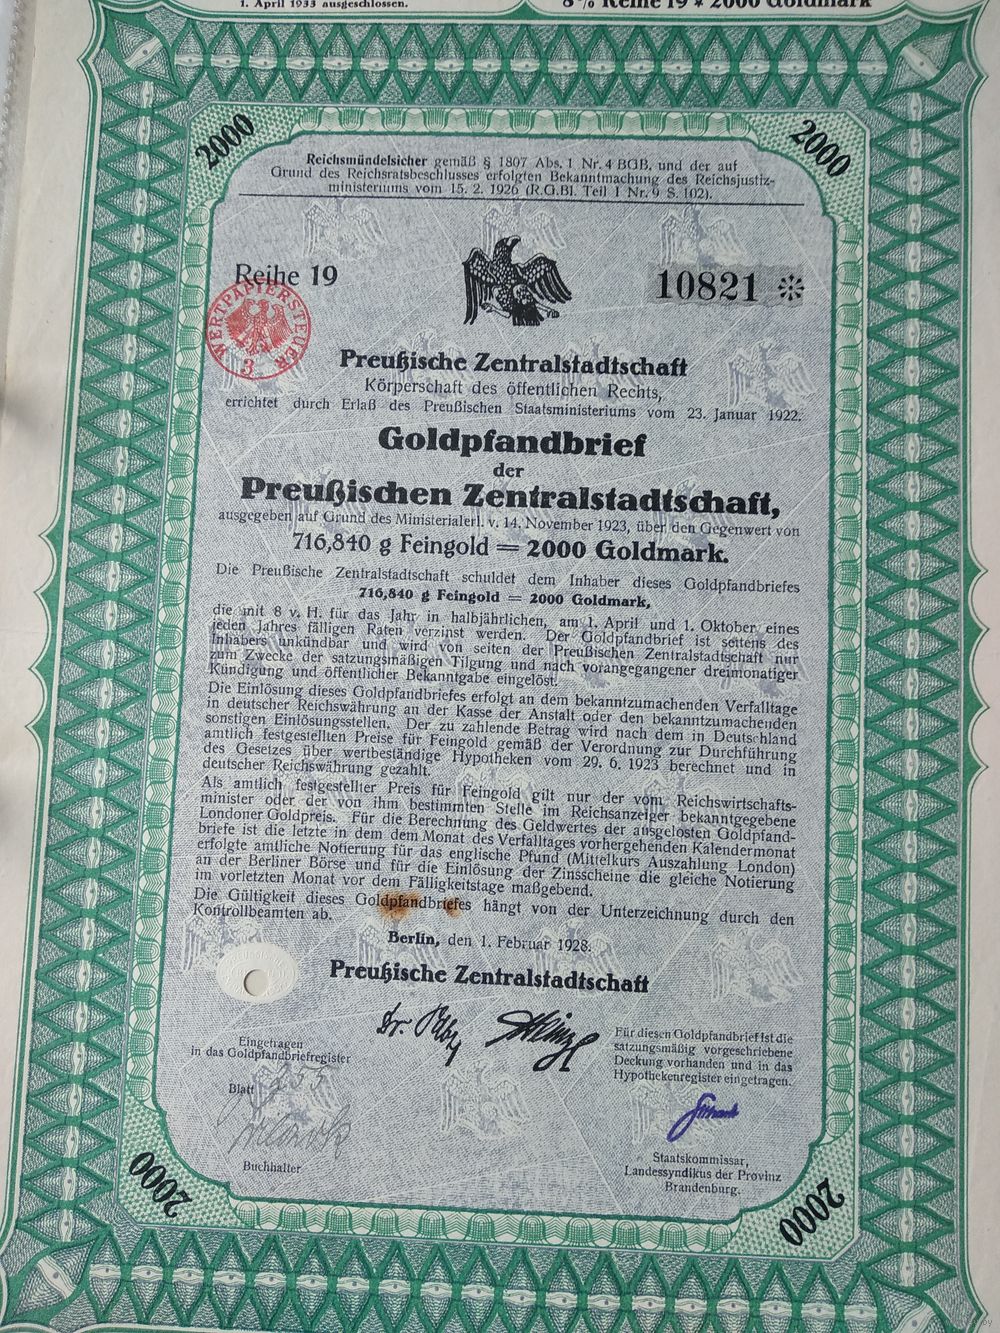 1. April 1933 ausgeschlossen.
8% Reihe 19 * 2000 Goldmark
2000
2000
Reichsmündelsicher gemäß § 1807 Abs. 1 Nr. 4 BGB. und der auf
Grund des Reichsratsbeschlusses erfolgten Bekanntmachung des Reichsjustiz-
ministeriums vom 15. 2. 1926 (R.G.Bl. Teil 1 Nr. 9 S. 102).
Reihe 19
10821
WERTPAPIERSTEUER
3
Preußische Zentralstadtschaft
Körperschaft des öffentlichen Rechts,
errichtet durch Erlaß des Preußischen Staatsministeriums vom 23. Januar 1922.
Goldpfandbrief
der
Preußischen Zentralstadtschaft,
ausgegeben auf Grund des Ministerialerl. v. 14. November 1923, über den Gegenwert von
716,840 g Feingold = 2000 Goldmark.
Die Preußische Zentralstadtschaft schuldet dem Inhaber dieses Goldpfandbriefes
716,840 g Feingold = 2000 Goldmark,
die mit 8 v. H. für das Jahr in halbjährlichen, am 1. April und 1. Oktober eines
jeden Jahres fälligen Raten verzinst werden. Der Goldpfandbrief ist seitens des
Inhabers unkündbar und wird von seiten der Preußischen Zentralstadtschaft nur
zum Zwecke der satzungsmäßigen Tilgung und nach vorangegangener dreimonatiger
Kündigung und öffentlicher Bekanntgabe eingelöst.
Die Einlösung dieses Goldpfandbriefes erfolgt an dem bekanntzumachenden Verfalltage
in deutscher Reichswährung an der Kasse der Anstalt oder den bekanntzumachenden
sonstigen Einlösungsstellen. Der zu zahlende Betrag wird nach dem in Deutschland
amtlich festgestellten Preise für Feingold gemäß der Verordnung zur Durchführung
des Gesetzes über wertbeständige Hypotheken vom 29. 6. 1923 berechnet und in
deutscher Reichswährung gezahlt.
Als amtlich festgestellter Preis für Feingold gilt nur der vom Reichswirtschafts-
minister oder der von ihm bestimmten Stelle im Reichsanzeiger bekanntgegebene
Londoner Goldpreis. Für die Berechnung des Geldwertes der ausgelosten Goldpfand-
briefe ist die letzte in dem dem Monat des Verfalltages vorhergehenden Kalendermonat
erfolgte amtliche Notierung für das englische Pfund (Mittelkurs Auszahlung London)
an der Berliner Börse und für die Einlösung der Zinsscheine die gleiche Notierung
im vorletzten Monat vor dem Fälligkeitstage maßgebend.
Die Gültigkeit dieses Goldpfandbriefes hängt von der Unterzeichnung durch den
Kontrollbeamten ab.
Berlin, den 1. Februar 1928.
Preußische Zentralstadtschaft
Dr.
Eingetragen
in das Goldpfandbriefregister
Blatt 255
Buchhalter
Für diesen Goldpfandbrief ist die
satzungsmäßig vorgeschriebene
Deckung vorhanden und in das
Hypothekenregister eingetragen.
Staatskommissar,
Landessyndikus der Provinz
Brandenburg.
2000
2000